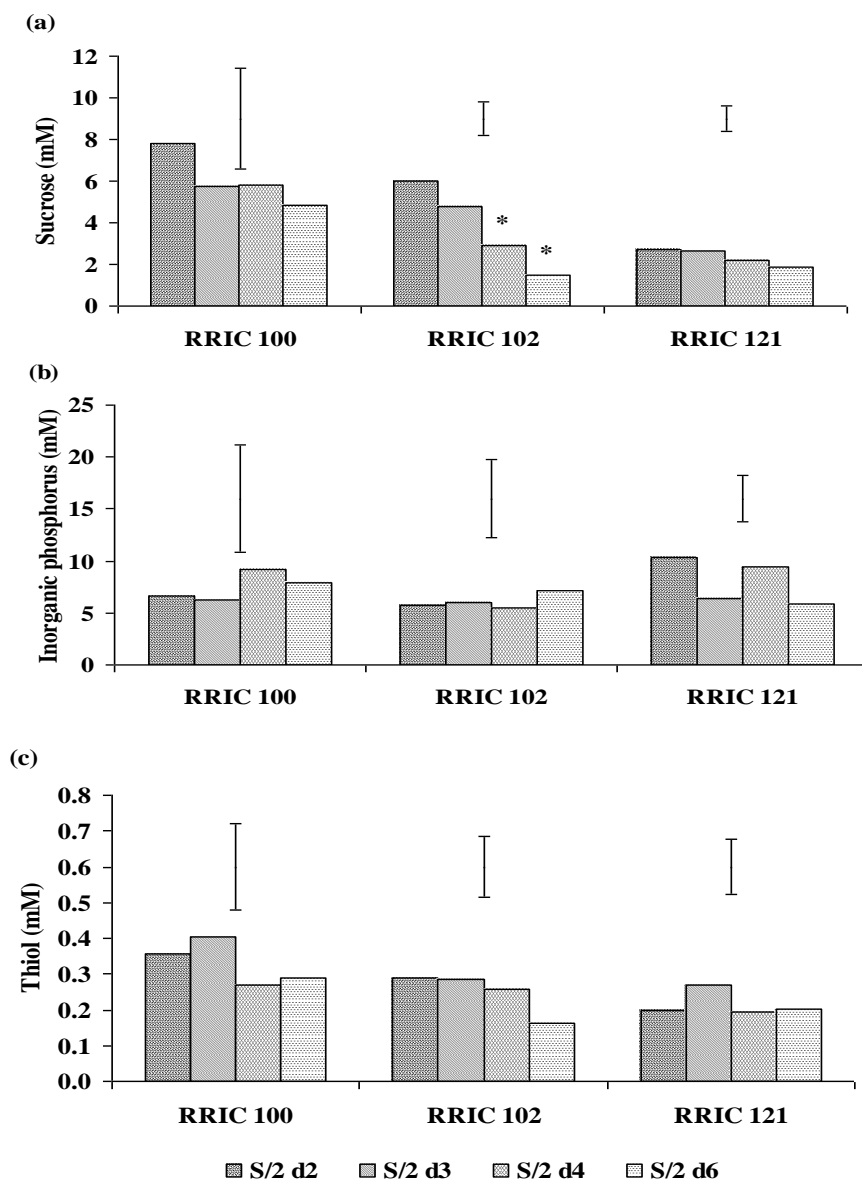 (a)
12
10
8
6
4
2
0
Sucrose (mM)
*
*
RRIC 100 RRIC 102 RRIC 121
(b)
25
20
15
10
5
0
Inorganic phosphorus (mM)
RRIC 100 RRIC 102 RRIC 121
(c)
0.8
0.7
0.6
0.5
0.4
0.3
0.2
0.1
0.0
Thiol (mM)
RRIC 100 RRIC 102 RRIC 121
S/2 d2 S/2 d3 S/2 d4 S/2 d6